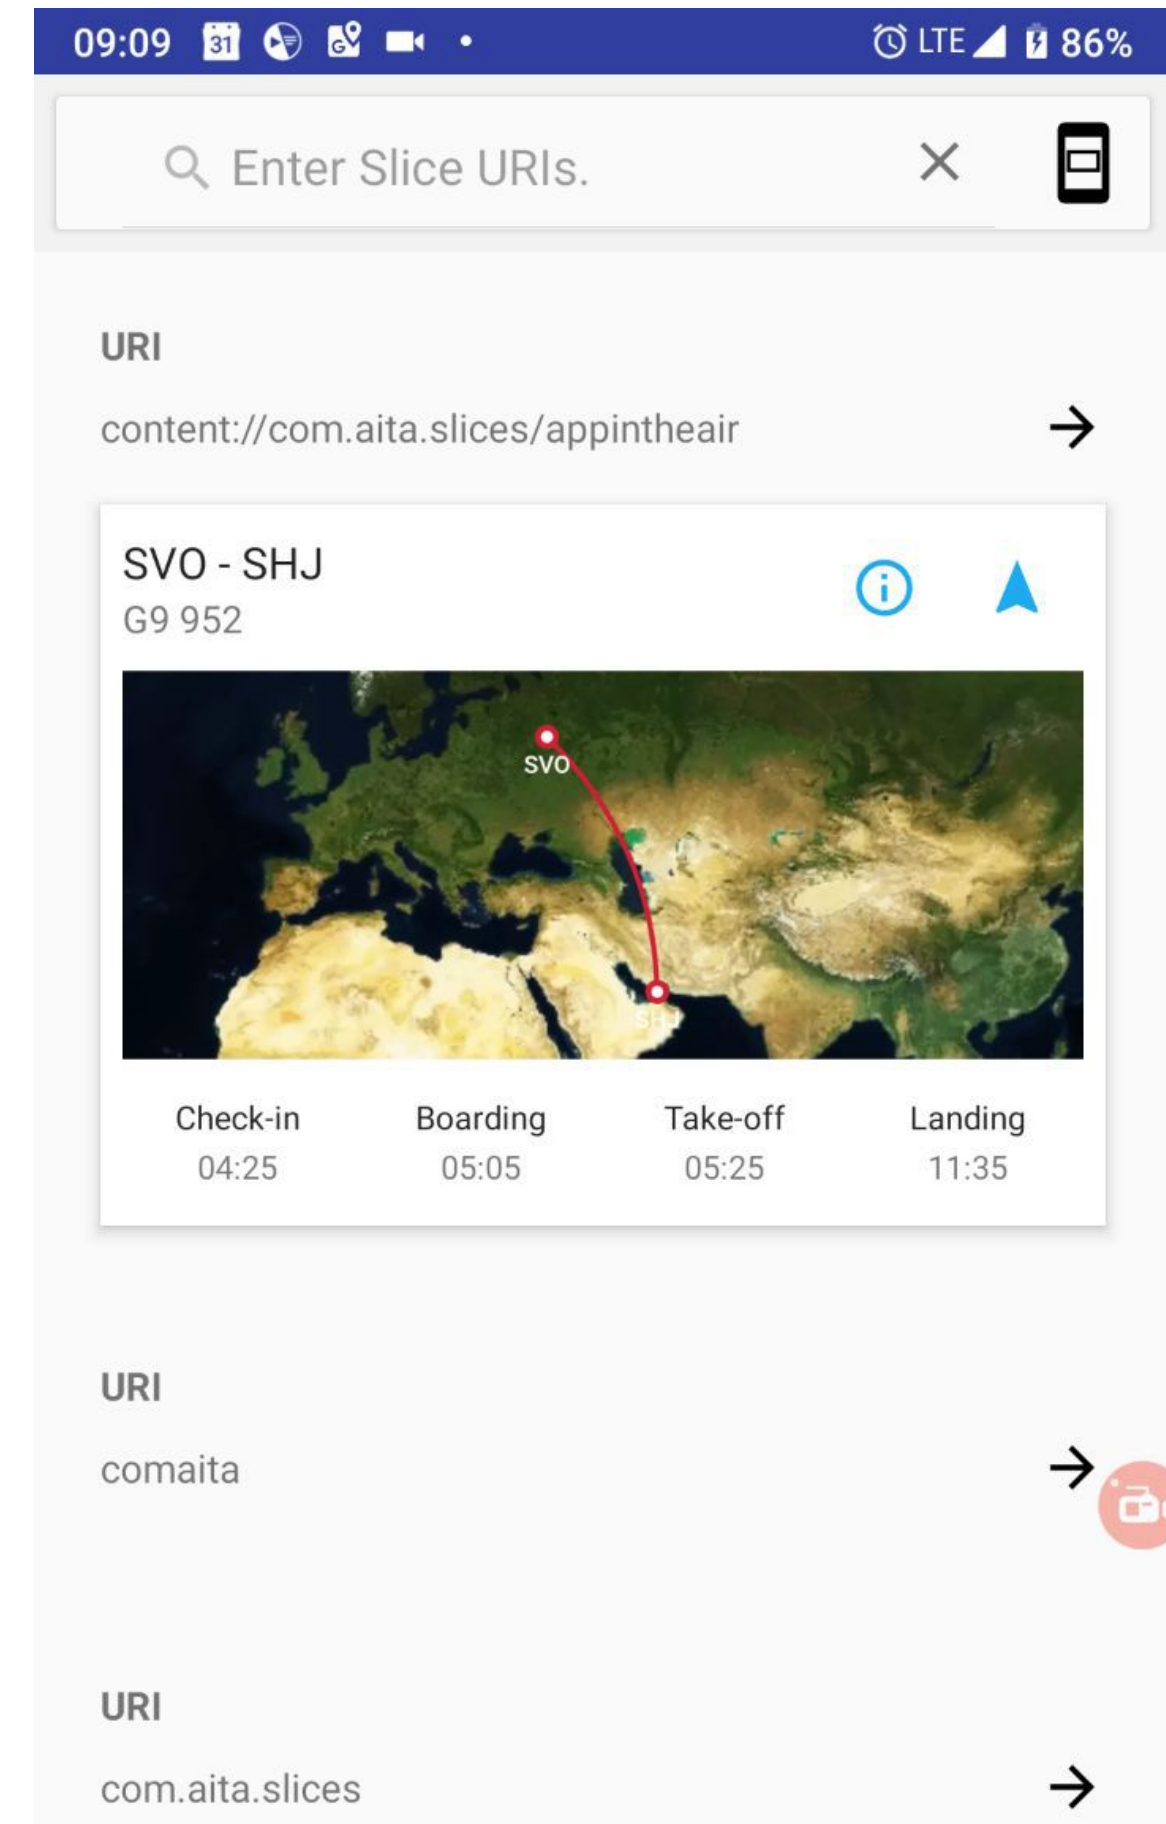 09:09 31 G LTE 86%
Enter Slice URIs.
URI
content://com.aita.slices/appintheair
SVO - SHJ
G9 952
SVO
SHJ
Check-in Boarding Take-off Landing
04:25 05:05 05:25 11:35
URI
comaita
URI
com.aita.slices